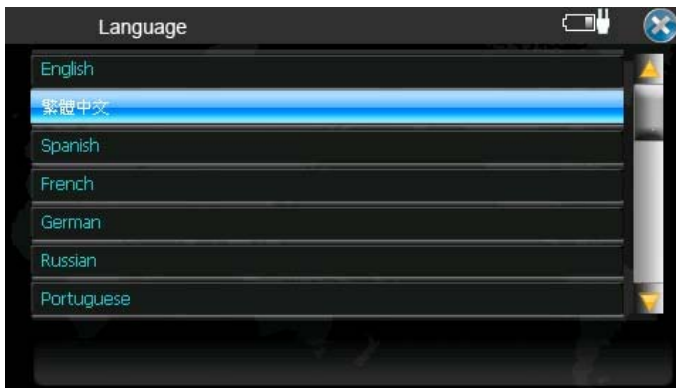 Language
English
繁體中文
Spanish
French
German
Russian
Portuguese